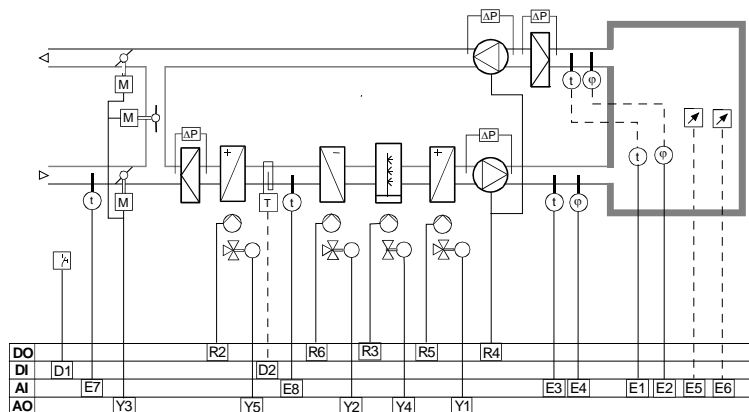 ΔP ΔP
M t φ
M
ΔP + − + ΔP t φ
M t T t t φ
DO R2 R6 R3 R5 R4
DI D1 D2
AI E7 E8 E3 E4 E1 E2 E5 E6
AO Y3 Y5 Y2 Y4 Y1